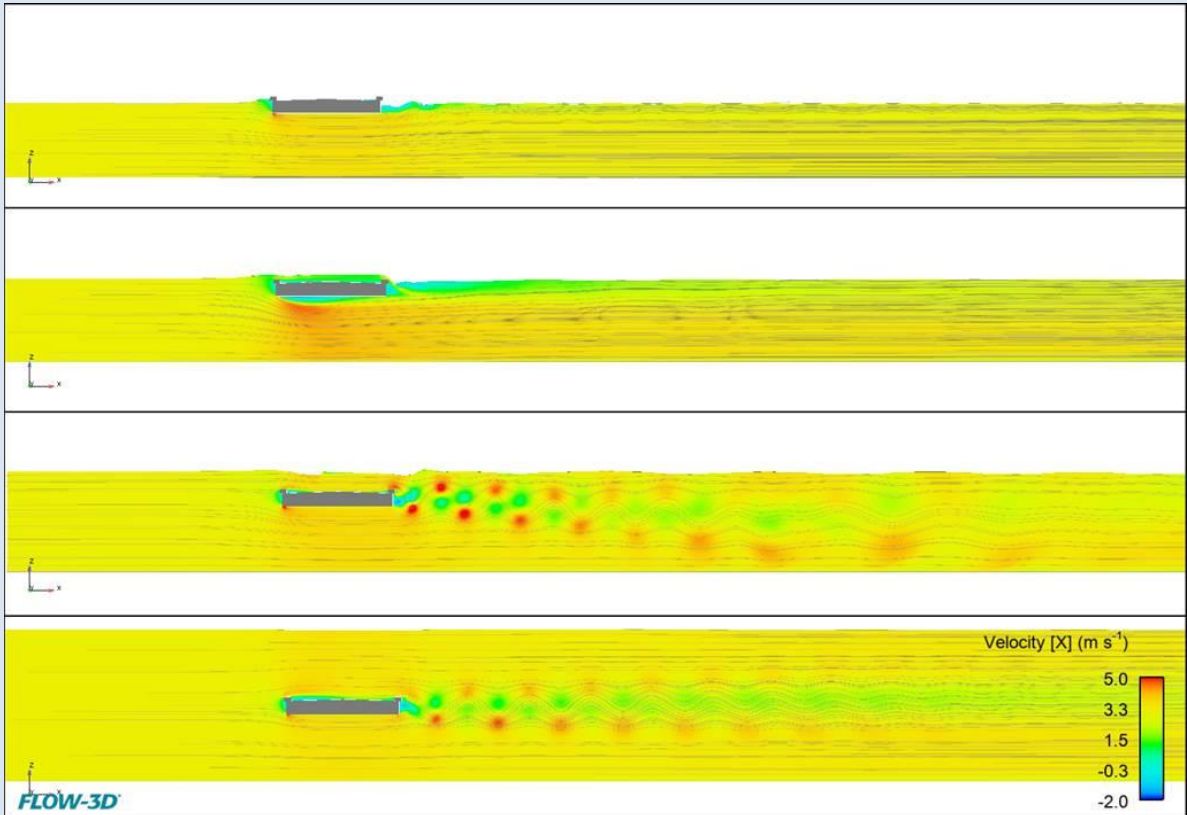 z
x
z
x
z
x
Velocity [X] (m s⁻¹)
5.0
3.3
1.5
-0.3
-2.0
z
x
FLOW-3D